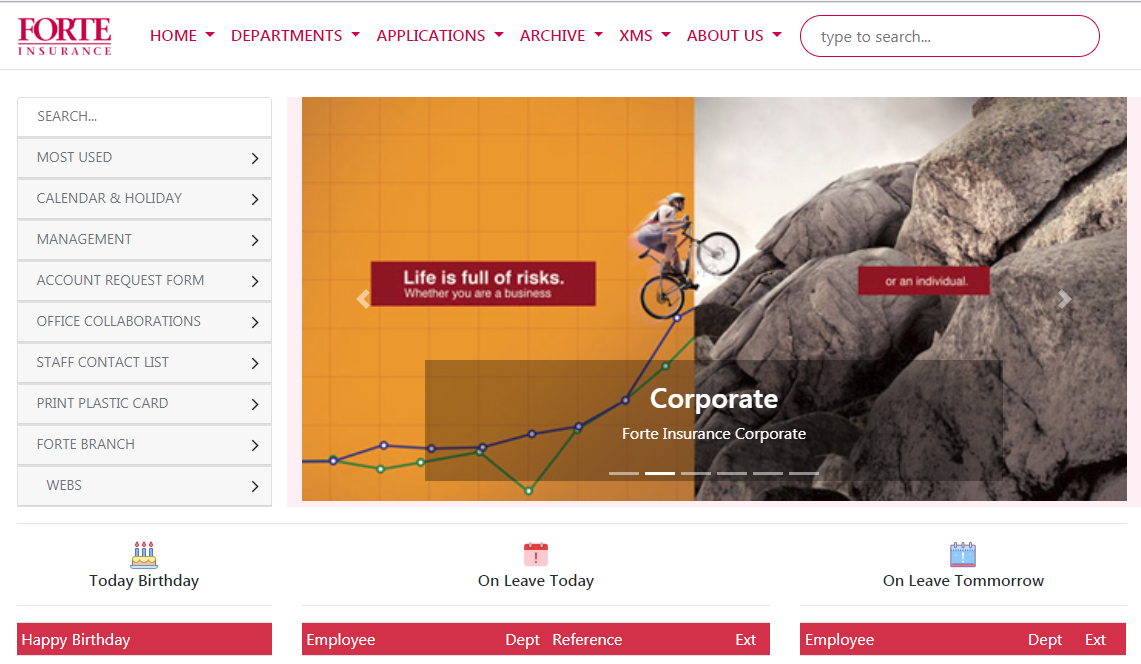 FORTE
INSURANCE
HOME DEPARTMENTS APPLICATIONS ARCHIVE XMS ABOUT US type to search...
SEARCH...
MOST USED
CALENDAR & HOLIDAY
MANAGEMENT
ACCOUNT REQUEST FORM
OFFICE COLLABORATIONS
STAFF CONTACT LIST
PRINT PLASTIC CARD
FORTE BRANCH
WEBS
Life is full of risks.
Whether you are a business
or an individual.
Corporate
Forte Insurance Corporate
Today Birthday
Happy Birthday
On Leave Today
Employee Dept Reference Ext
On Leave Tommorrow
Employee Dept Ext